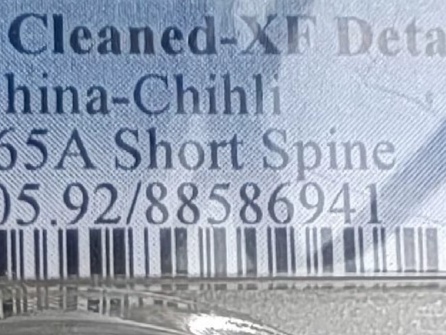 Cleaned-XF Deta
hina-Chihli
65A Short Spine
05.92/88586941